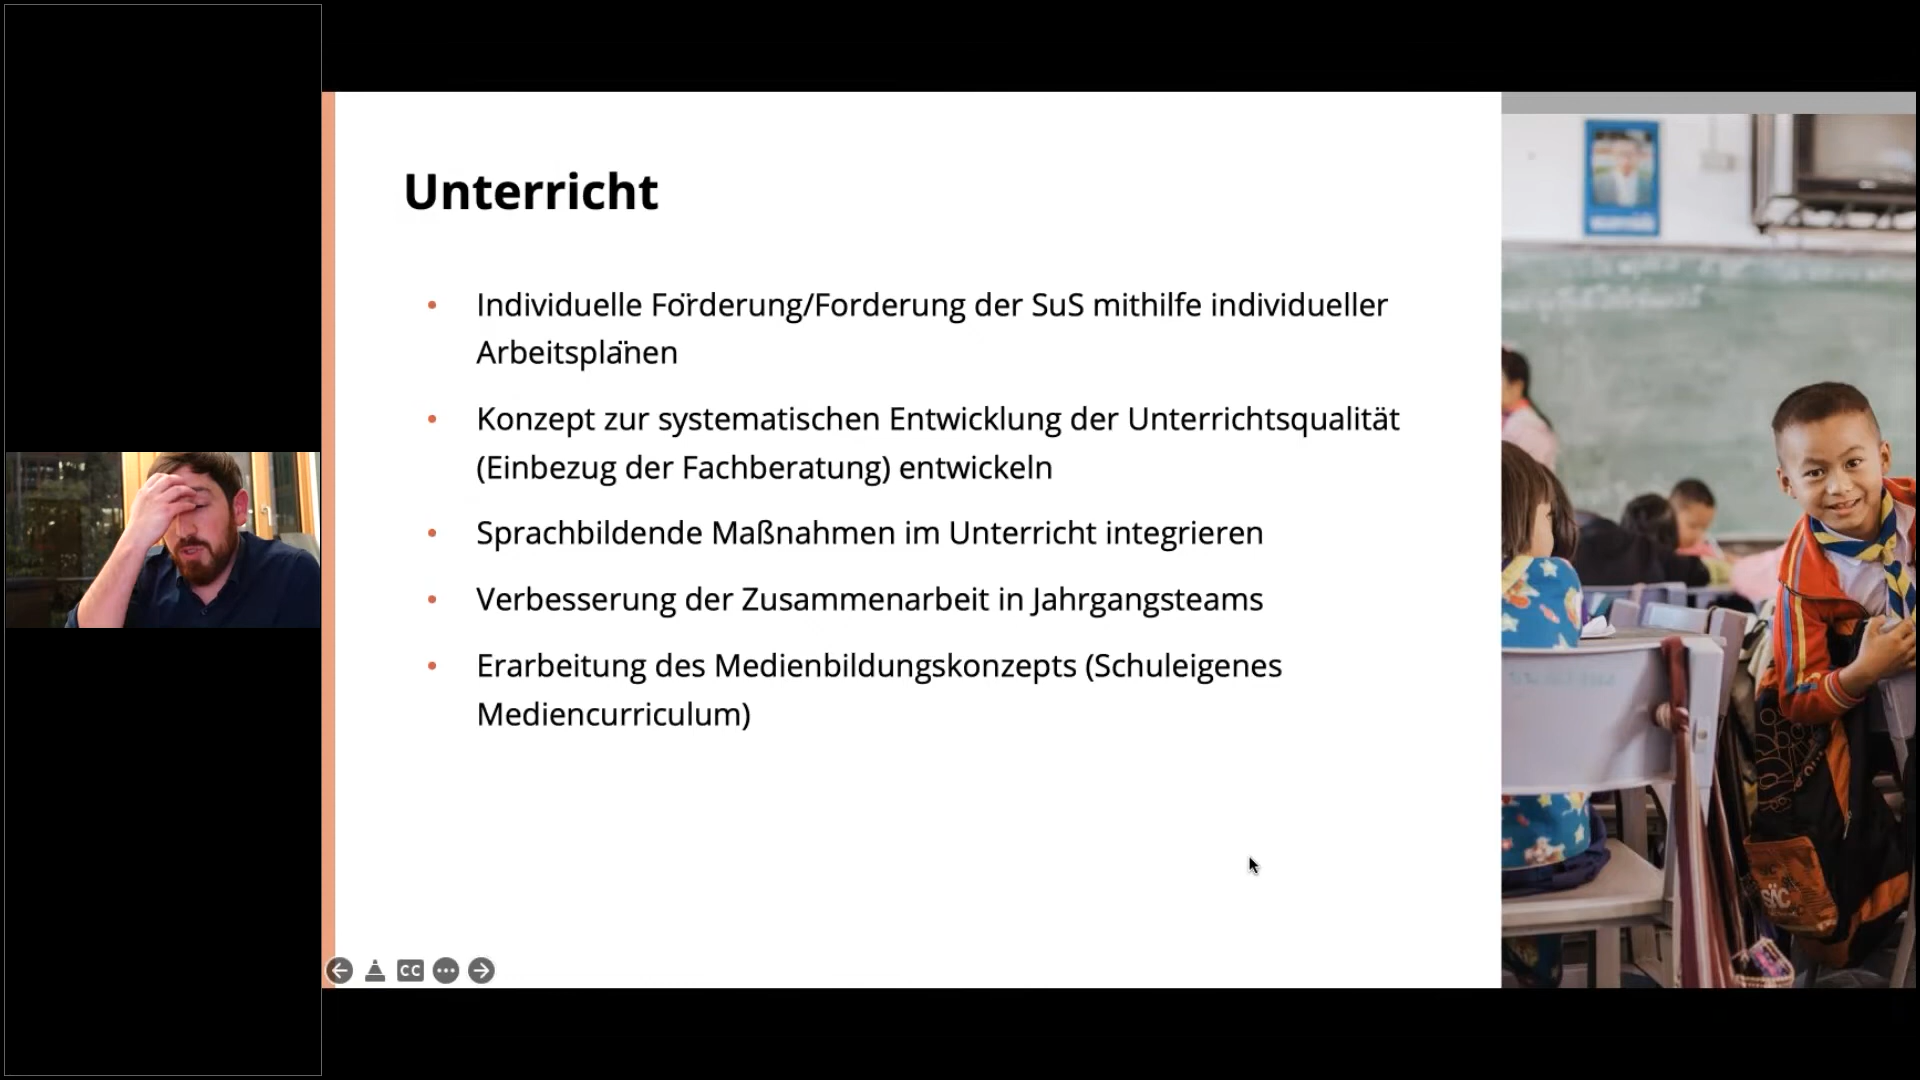 Unterricht
• Individuelle Förderung/Forderung der SuS mithilfe individueller
Arbeitsplänen
• Konzept zur systematischen Entwicklung der Unterrichtsqualität
(Einbezug der Fachberatung) entwickeln
• Sprachbildende Maßnahmen im Unterricht integrieren
• Verbesserung der Zusammenarbeit in Jahrgangsteams
• Erarbeitung des Medienbildungskonzepts (Schuleigenes
Mediencurriculum)
CC